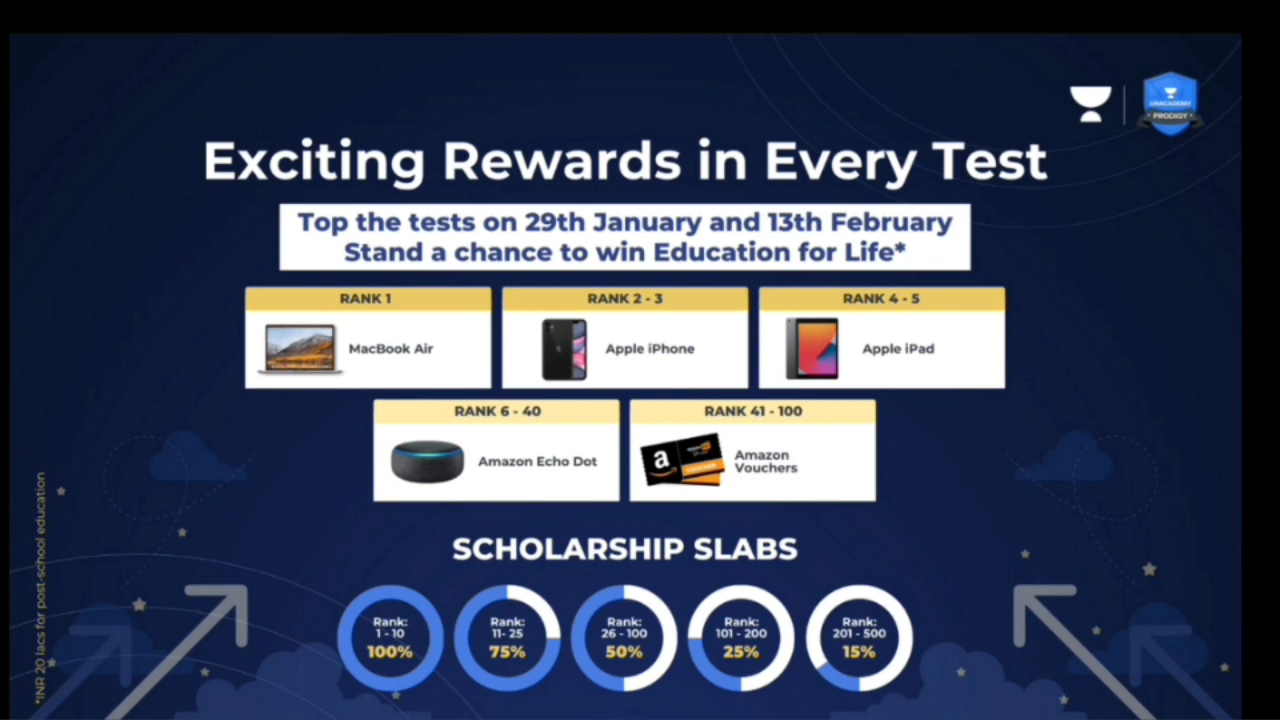 UNACADEMY
PRODIGY
Exciting Rewards in Every Test
Top the tests on 29th January and 13th February
Stand a chance to win Education for Life*
RANK 1
MacBook Air
RANK 2 - 3
Apple iPhone
RANK 4 - 5
Apple iPad
RANK 6 - 40
Amazon Echo Dot
RANK 41 - 100
a
Amazon
Vouchers
SCHOLARSHIP SLABS
Rank:
1 - 10
100%
Rank:
11- 25
75%
Rank:
26 - 100
50%
Rank:
101 - 200
25%
Rank:
201 - 500
15%
*INR 20 lacs for post-school education